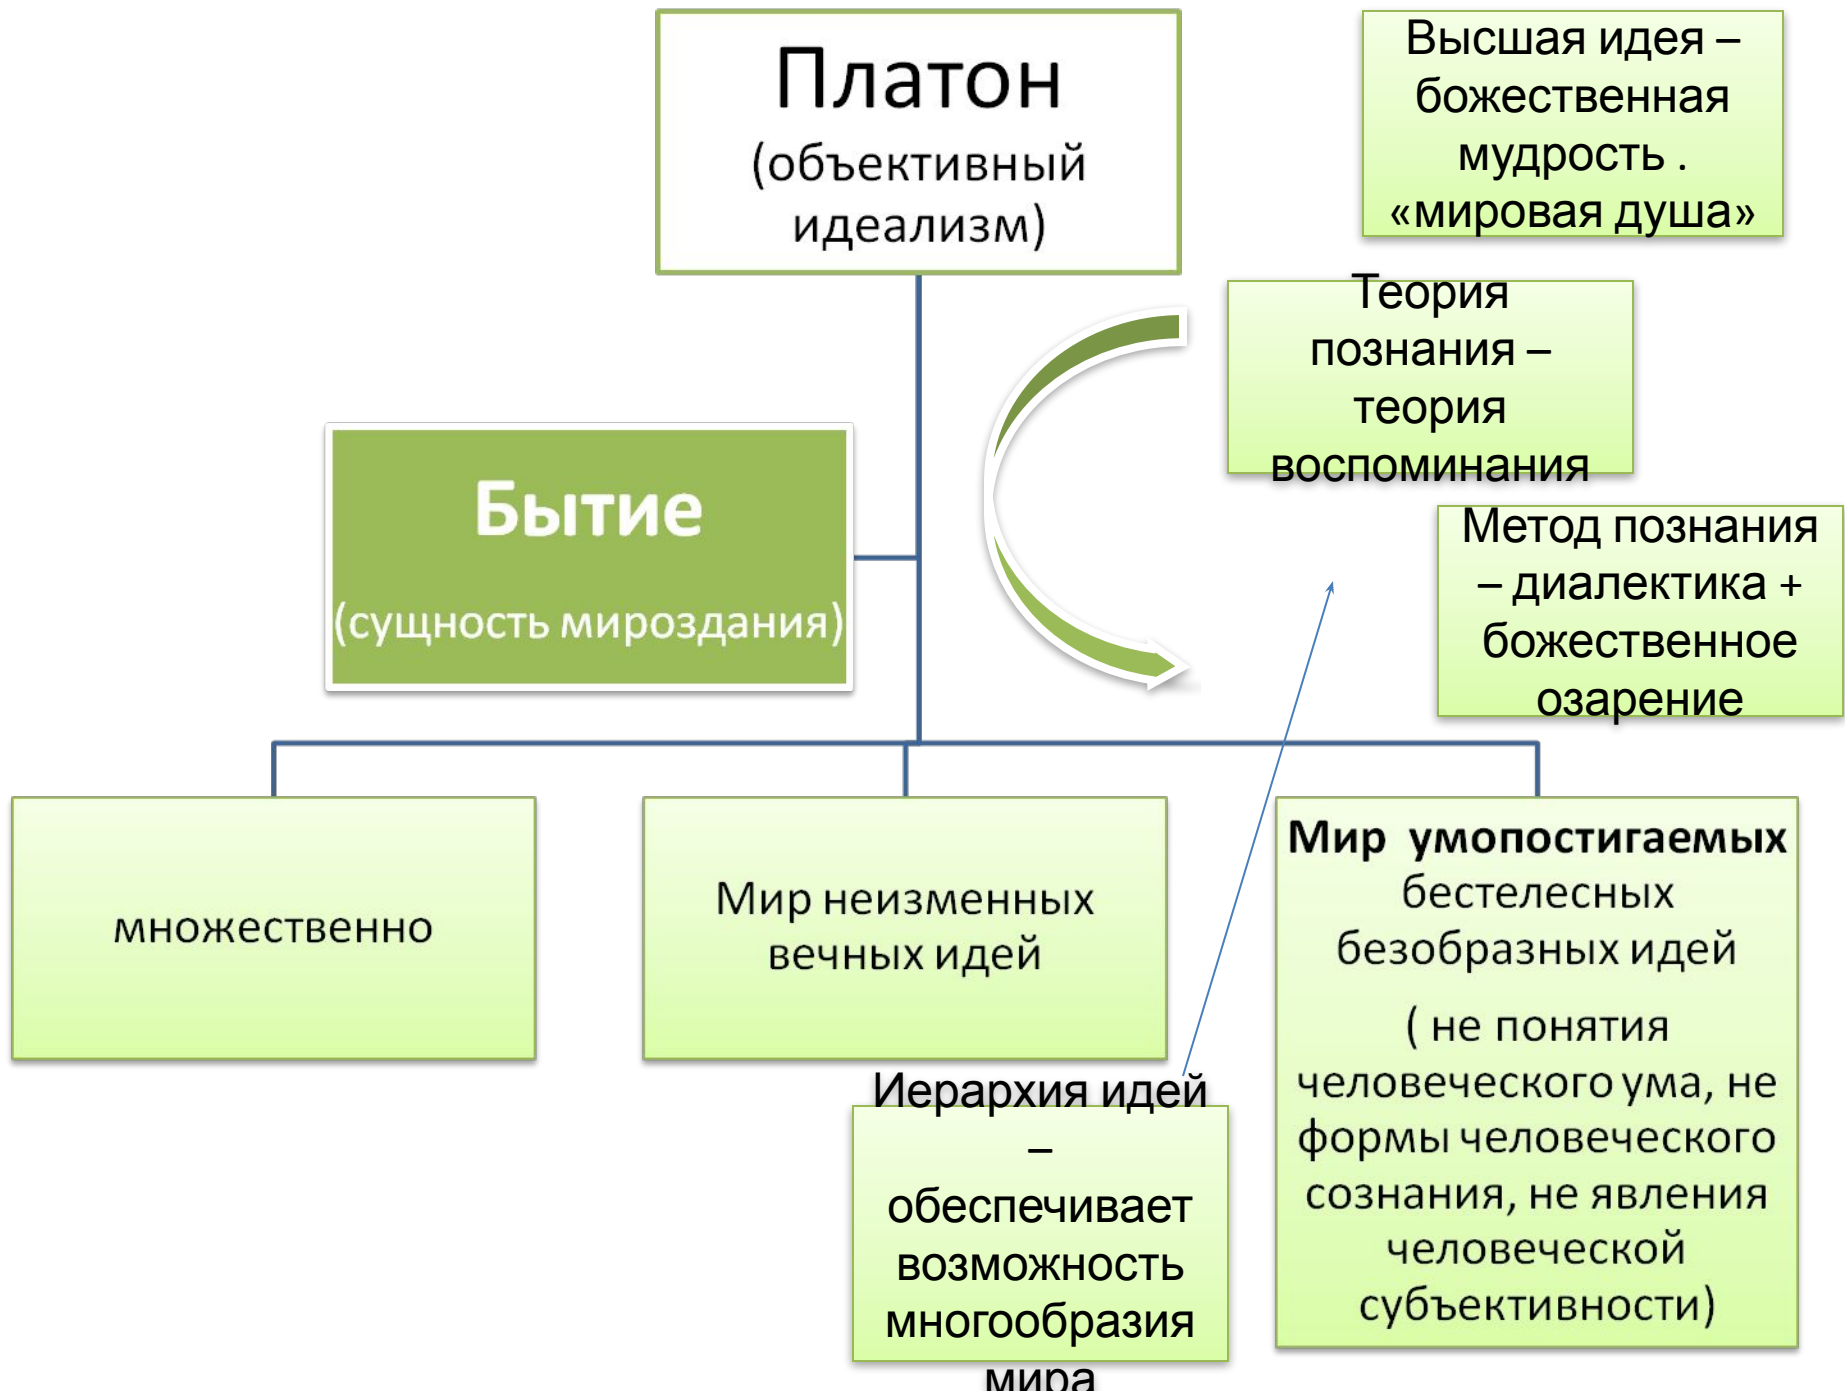 Платон
(объективный
идеализм)
Высшая идея –
божественная
мудрость .
«мировая душа»
Теория
познания –
теория
воспоминания
Бытие
(сущность мироздания)
Метод познания
– диалектика +
божественное
озарение
множественно
Мир неизменных
вечных идей
Мир умопостигаемых
бестелесных
безобразных идей
( не понятия
человеческого ума, не
формы человеческого
сознания, не явления
человеческой
субъективности)
Иерархия идей
–
обеспечивает
возможность
многообразия
мира